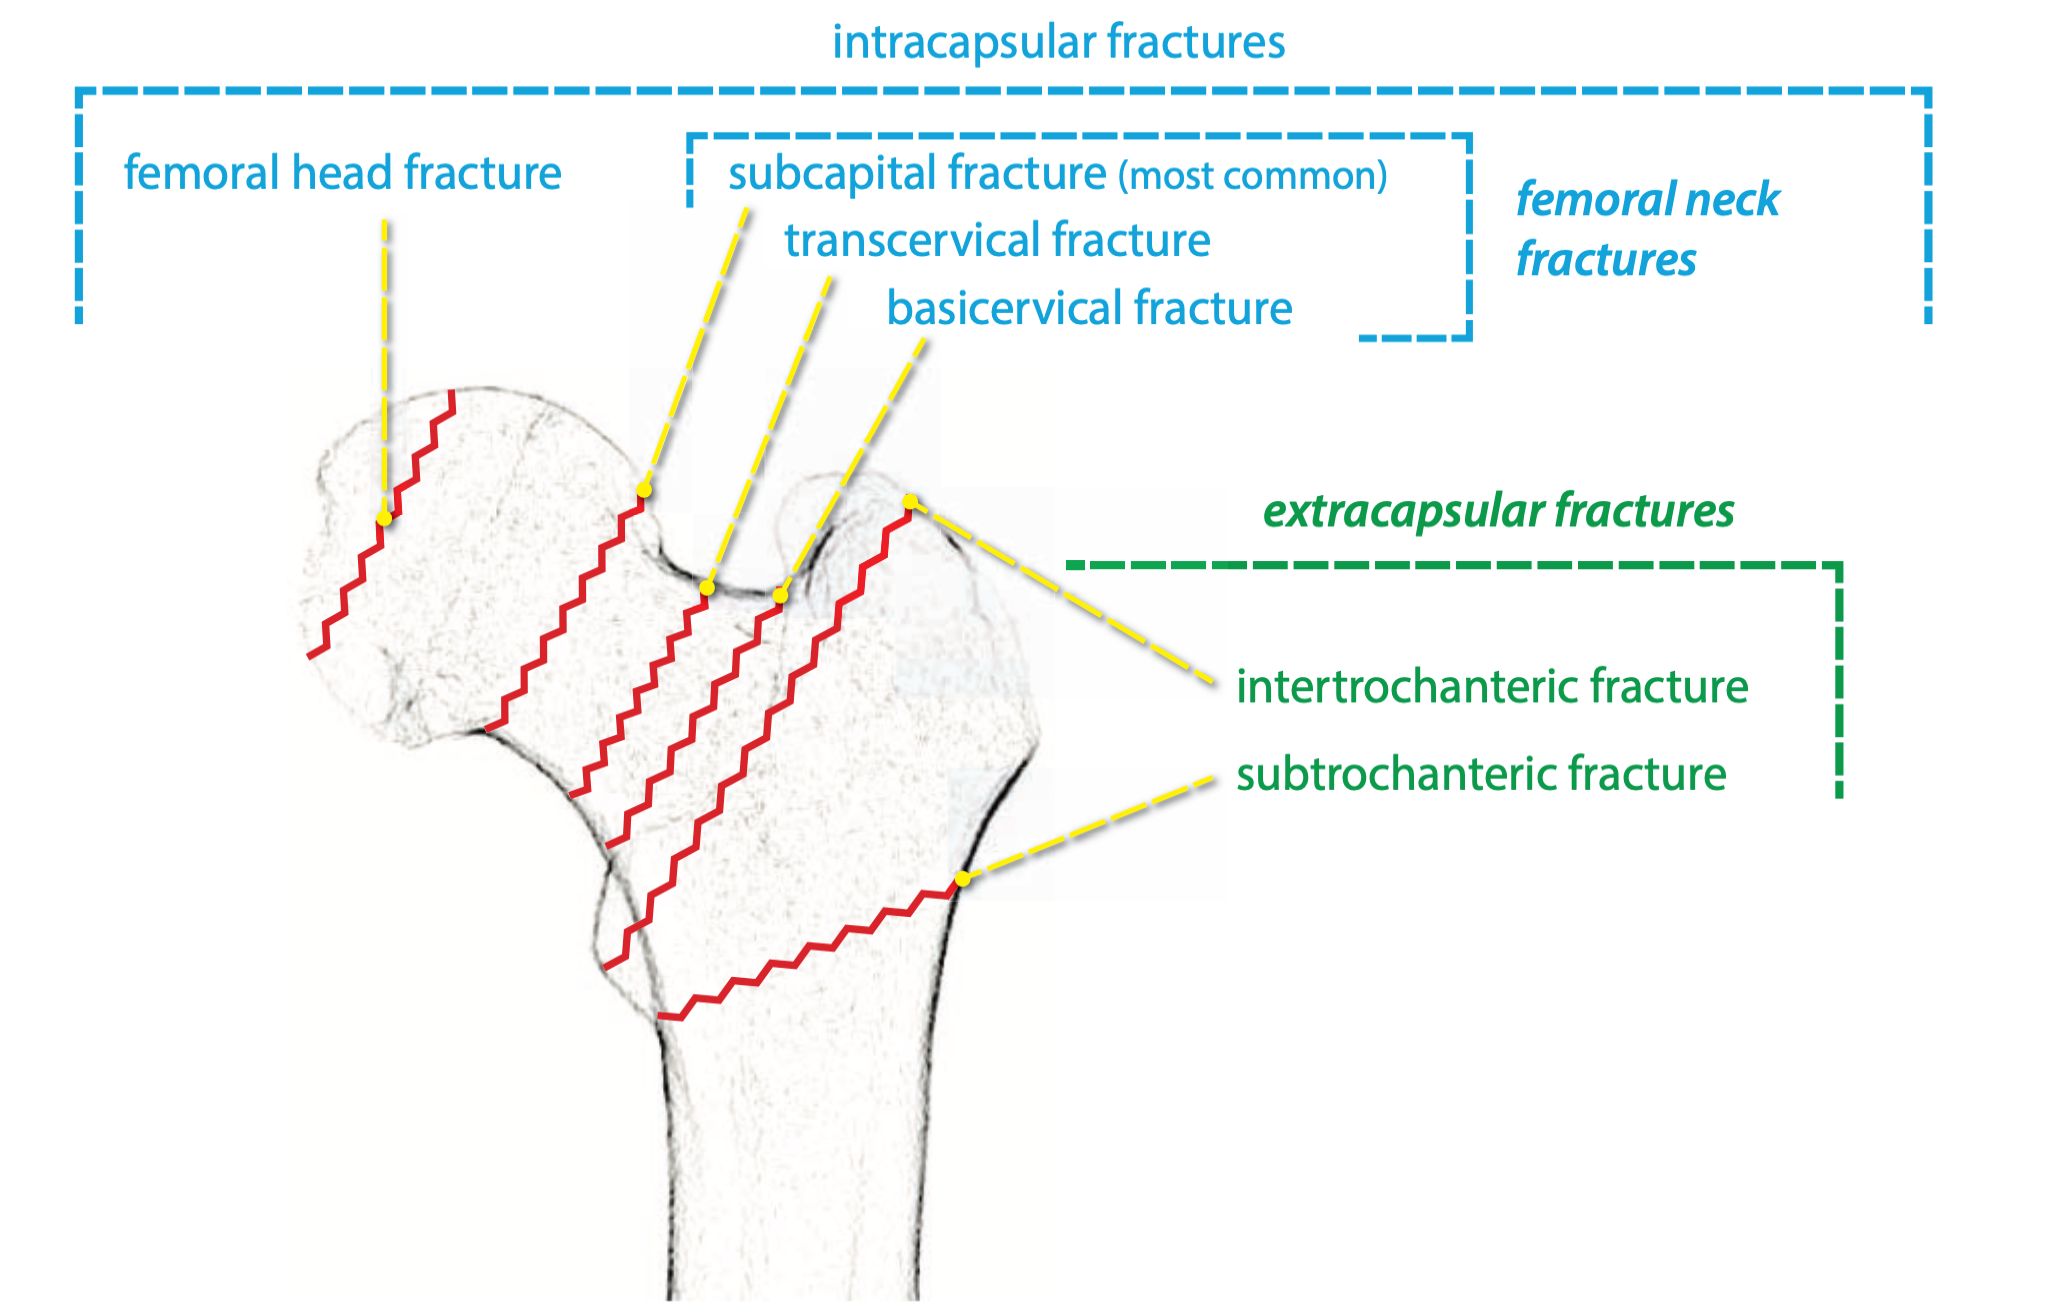 intracapsular fractures
femoral head fracture
subcapital fracture (most common)
transcervical fracture
basicervical fracture
femoral neck
fractures
extracapsular fractures
intertrochanteric fracture
subtrochanteric fracture